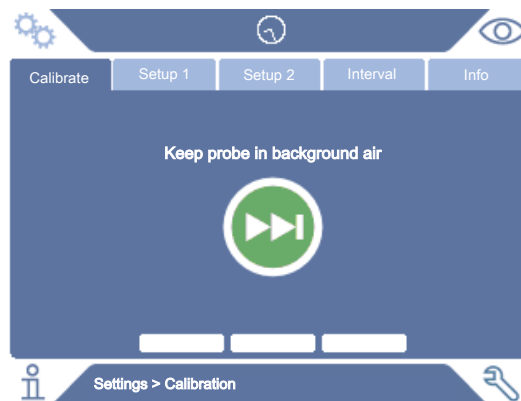 Calibrate Setup 1 Setup 2 Interval Info
Keep probe in background air
Settings > Calibration